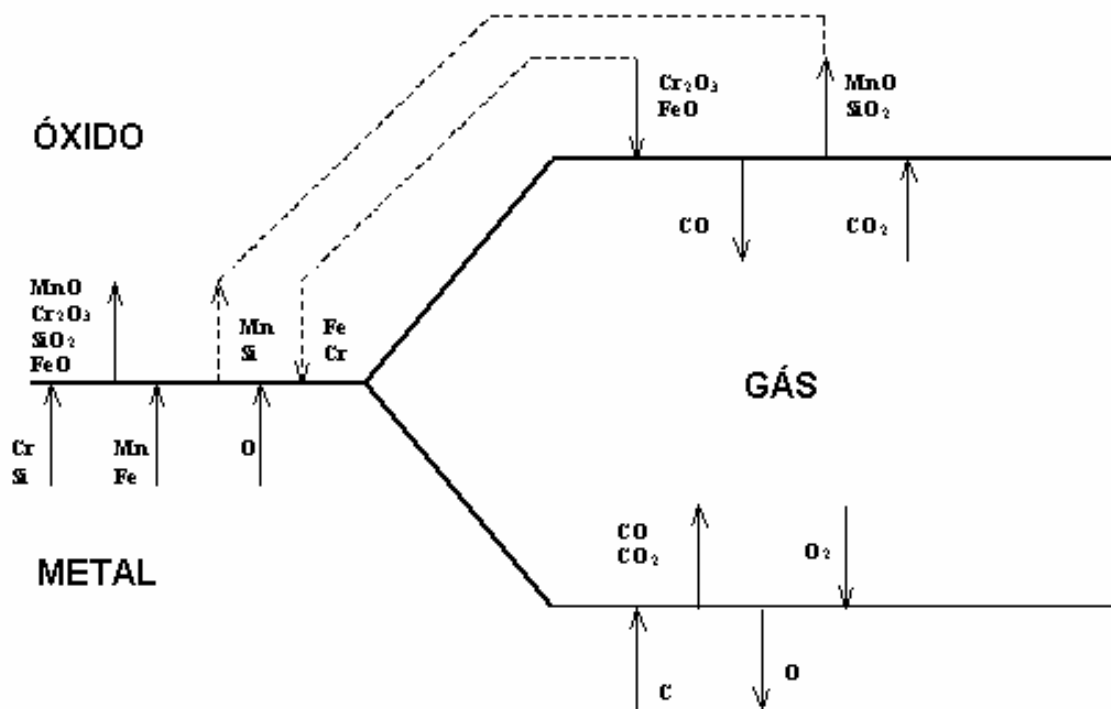 Cr₂O₃
FeO
MnO
SiO₂
ÓXIDO
CO
CO₂
MnO
Cr₂O₃
SiO₂
FeO
Mn
Si
Fe
Cr
GÁS
Cr
Si
Mn
Fe
O
METAL
CO
CO₂
O₂
C
O